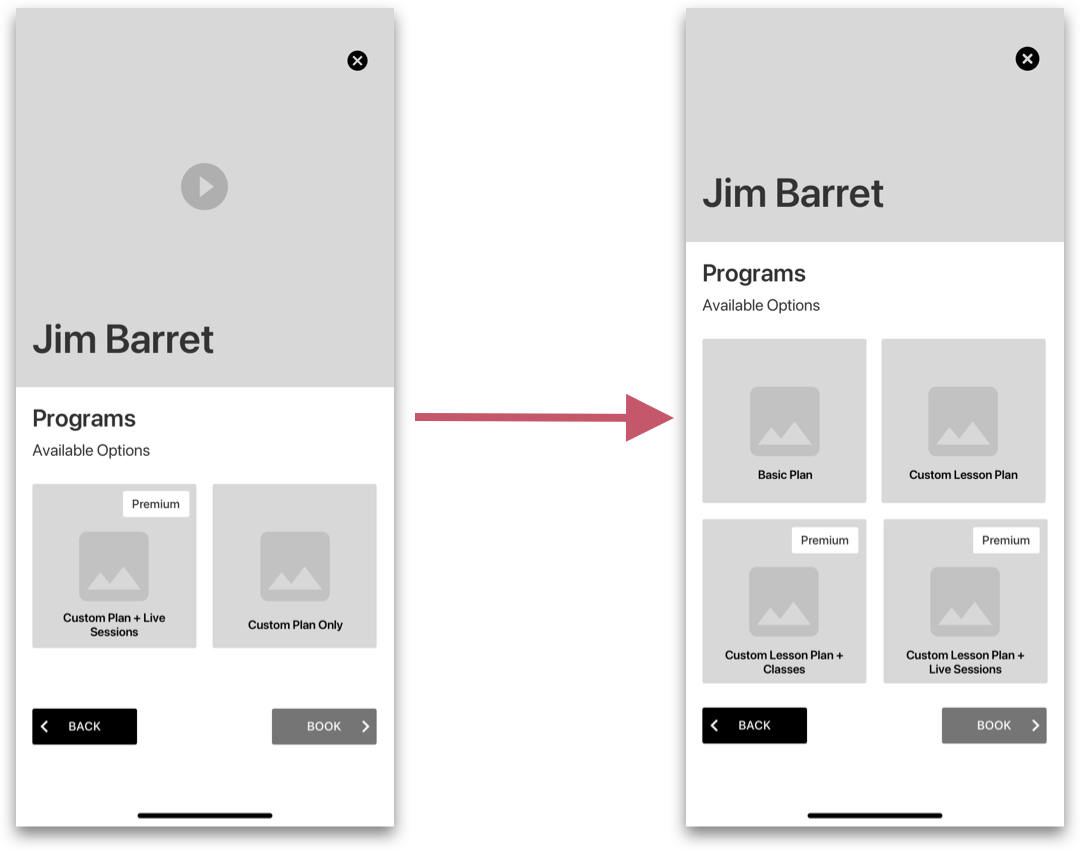 Jim Barret
Programs
Available Options
Premium
Custom Plan + Live
Sessions
Custom Plan Only
BACK
BOOK
Jim Barret
Programs
Available Options
Basic Plan
Custom Lesson Plan
Premium
Premium
Custom Lesson Plan +
Classes
Custom Lesson Plan +
Live Sessions
BACK
BOOK